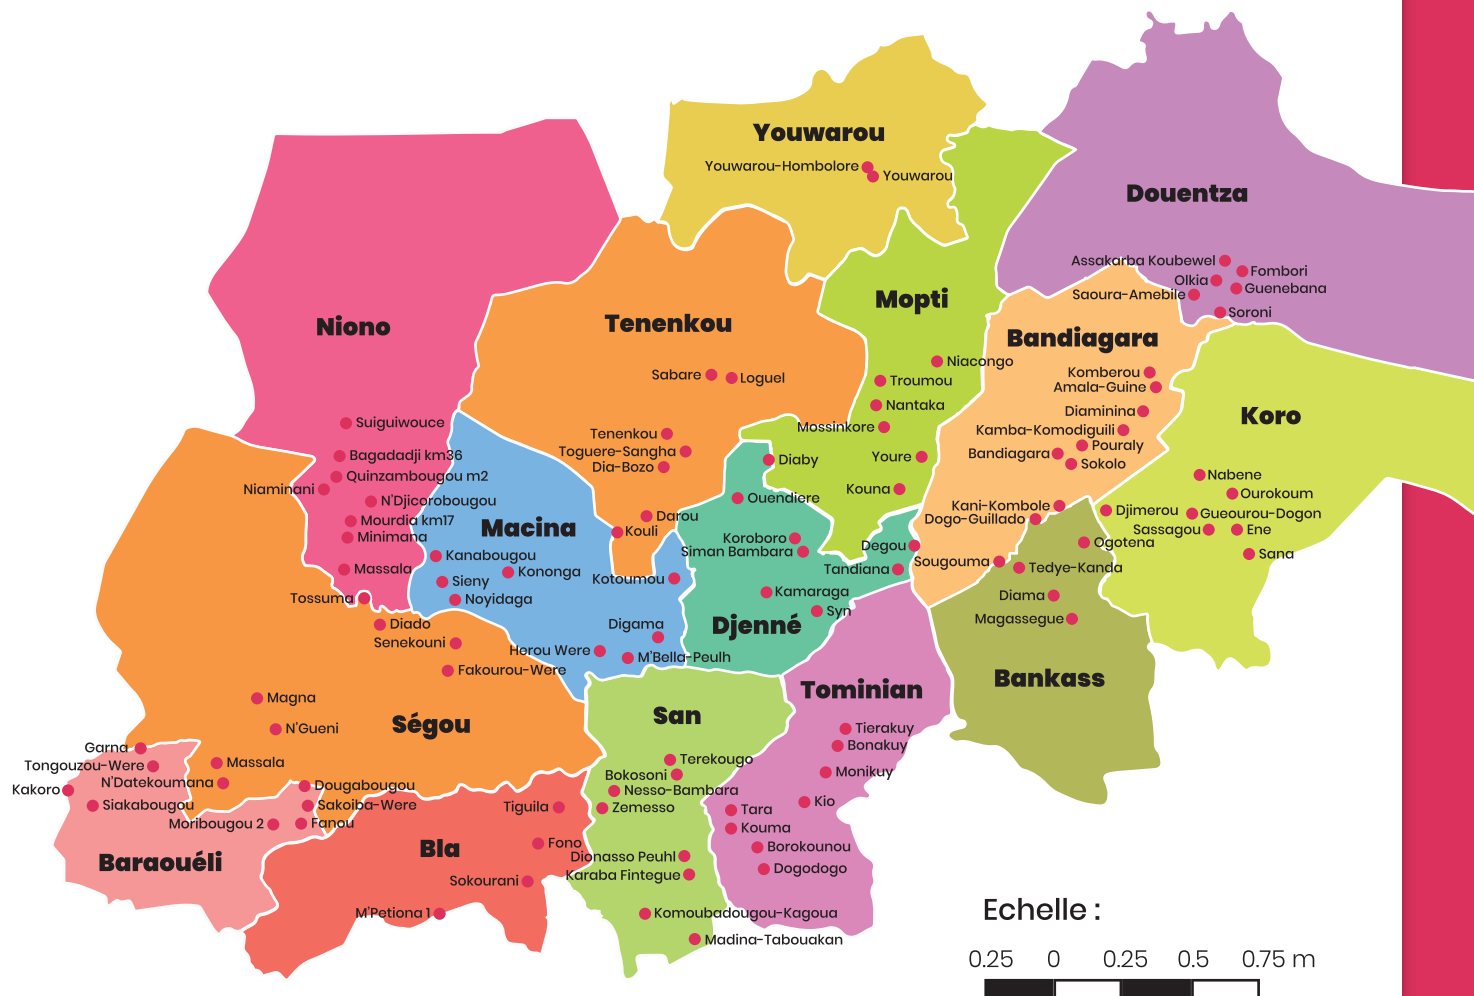 Youwarou
Youwarou-Hombolore
Youwarou
Douentza
Assakarba Koubewel
Fombori
Olkia
Guenebana
Saoura-Amebile
Soroni
Niono
Suiguiwouce
Bagadadji km36
Quinzambougou m2
Niaminani
N'Djicorobougou
Mourdia km17
Minimana
Massala
Tossuma
Tenenkou
Sabare
Loguel
Tenenkou
Toguere-Sangha
Dia-Bozo
Darou
Kouli
Mopti
Niacongo
Troumou
Nantaka
Mossinkore
Youre
Kouna
Bandiagara
Komberou
Amala-Guine
Diaminina
Kamba-Komodiguili
Pouraly
Bandiagara
Sokolo
Kani-Kombole
Dogo-Guillado
Sougouma
Koro
Nabene
Ourokoum
Djimerou
Gueourou-Dogon
Sassagou
Ene
Sana
Macina
Kanabougou
Kononga
Sieny
Noyidaga
Kotoumou
Digama
Herou Were
M'Bella-Peulh
Djenné
Diaby
Ouendiere
Koroboro
Siman Bambara
Degou
Tandiana
Kamaraga
Syn
Bankass
Ogotena
Tedye-Kanda
Diama
Magassegue
Ségou
Diado
Senekouni
Fakourou-Were
Magna
N'Gueni
Massala
N'Datekoumana
Dougabougou
Sakoiba-Were
Baraouéli
Garna
Tongouzou-Were
Kakoro
Siakabougou
Moribougou 2
Fanou
Bla
Tiguila
Fono
Sokourani
M'Petiona 1
San
Terekougo
Bokosoni
Nesso-Bambara
Zemesso
Dionasso Peuhl
Karaba Fintegue
Komoubadougou-Kagoua
Madina-Tabouakan
Tominian
Tierakuy
Bonakuy
Monikuy
Kio
Tara
Kouma
Borokounou
Dogodogo
Echelle :
0.25 0 0.25 0.5 0.75 m